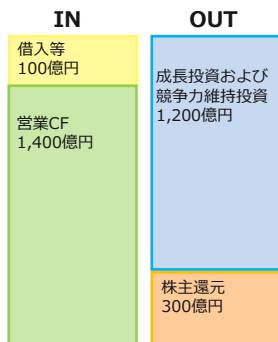 IN
OUT
借入等
100億円
営業CF
1,400億円
成長投資および
競争力維持投資
1,200億円
株主還元
300億円